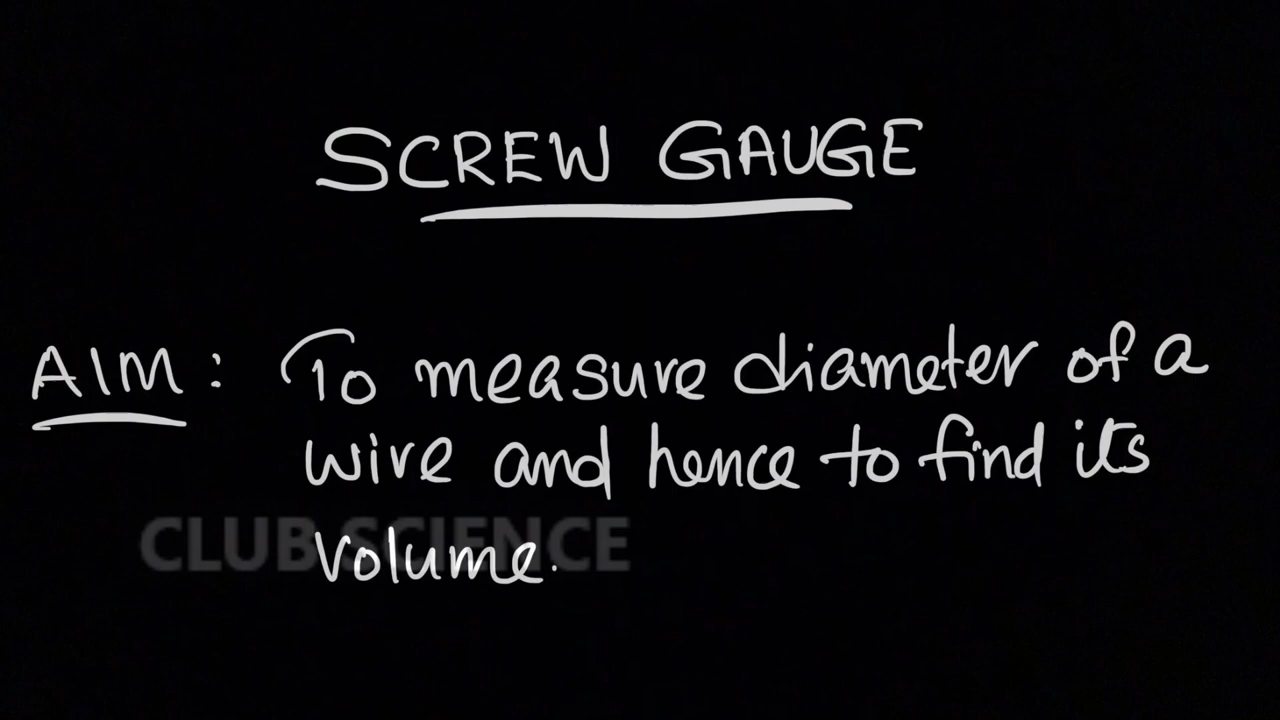 SCREW GAUGE
AIM : To measure diameter of a
wire and hence to find its
CLUB SCIENCE
volume.